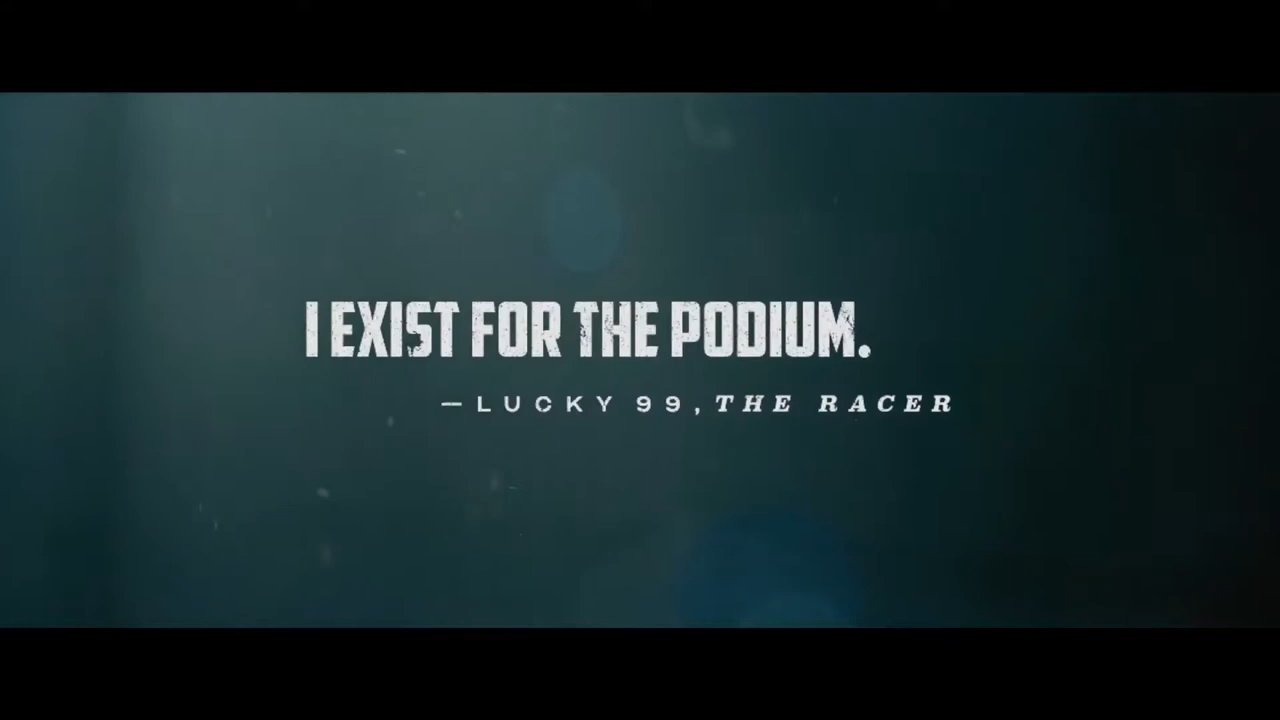 I EXIST FOR THE PODIUM.
— LUCKY 99, THE RACER